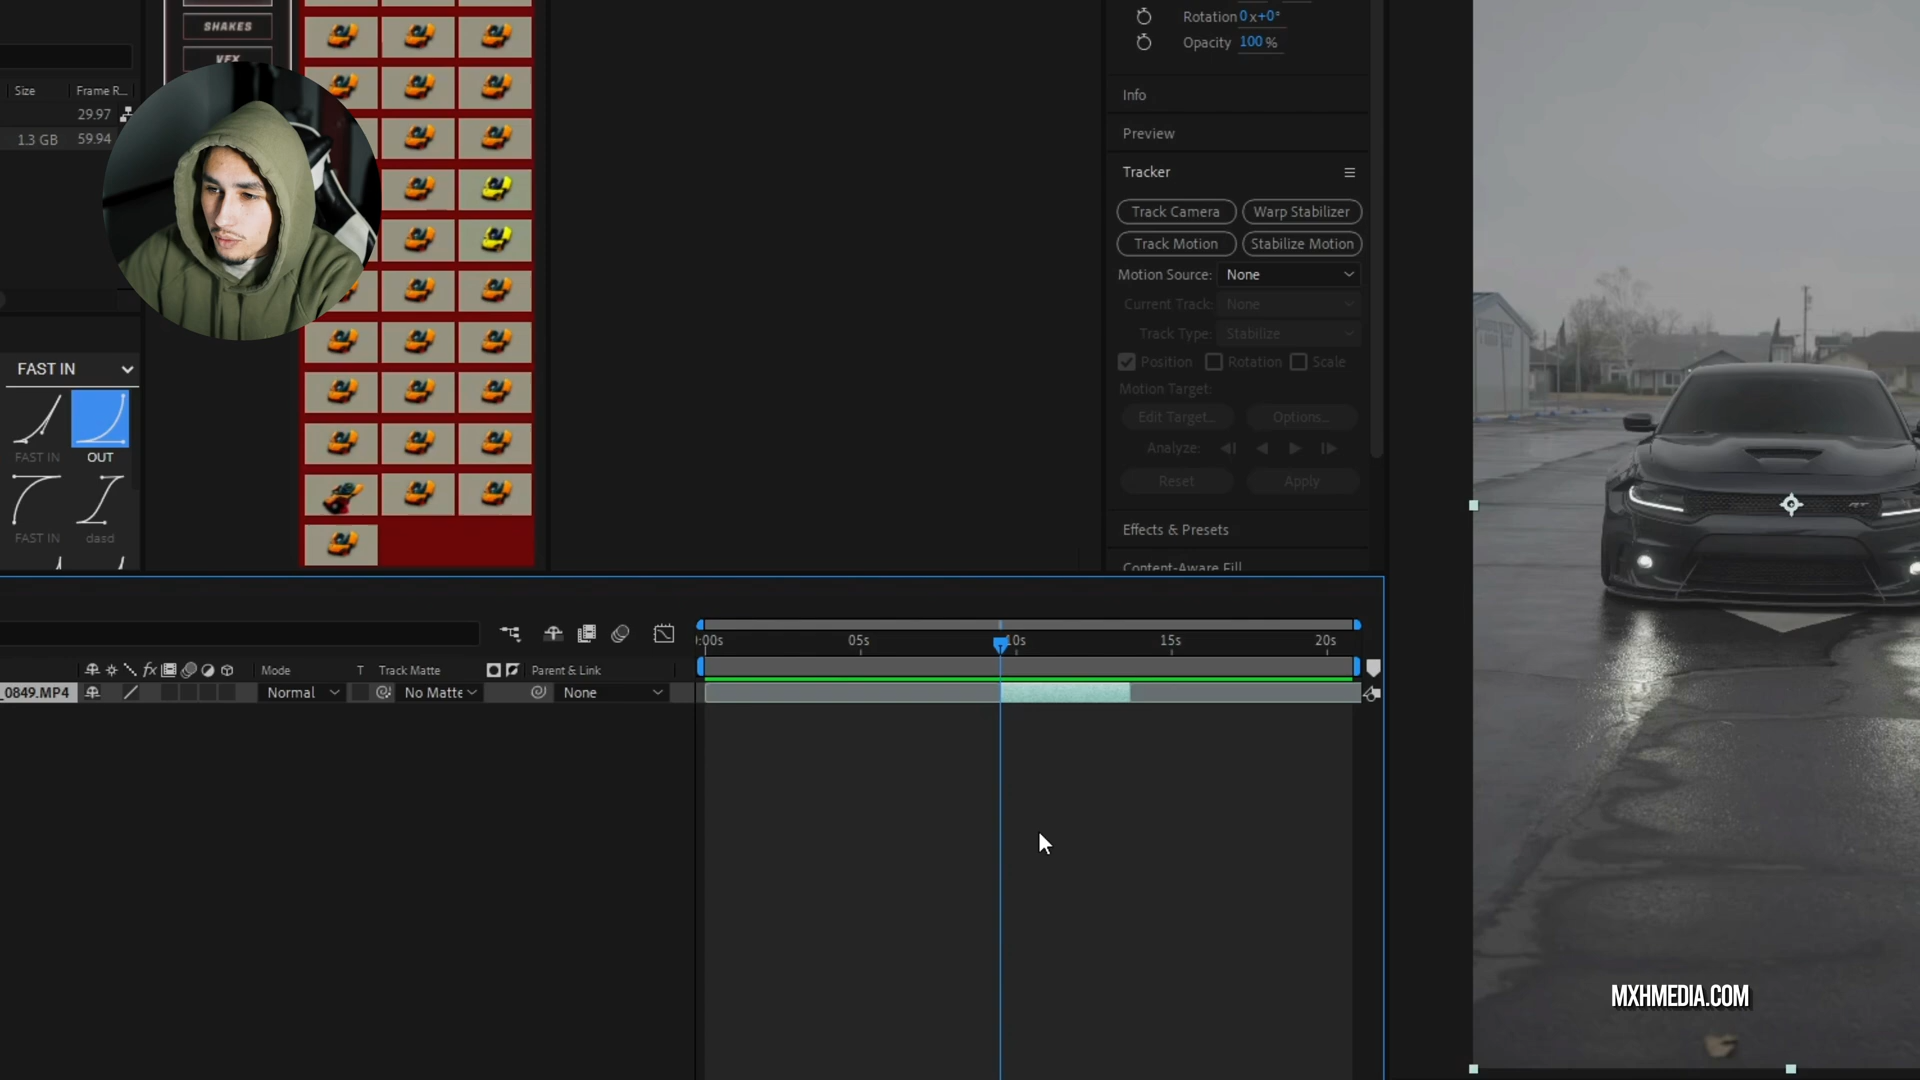 SHAKES
VFX
Size
Frame R...
29.97
1.3 GB
59.94
FAST IN
FAST IN
OUT
FAST IN
dasd
Rotation 0x+0°
Opacity 100 %
Info
Preview
Tracker
Track Camera
Warp Stabilizer
Track Motion
Stabilize Motion
Motion Source: None
Current Track: None
Track Type: Stabilize
Position
Rotation
Scale
Motion Target:
Edit Target...
Options...
Analyze:
Reset
Apply
Effects & Presets
Content-Aware Fill
:00s
05s
10s
15s
20s
fx
Mode
T
Track Matte
Parent & Link
_0849.MP4
Normal
No Matte
None
MXHMEDIA.COM